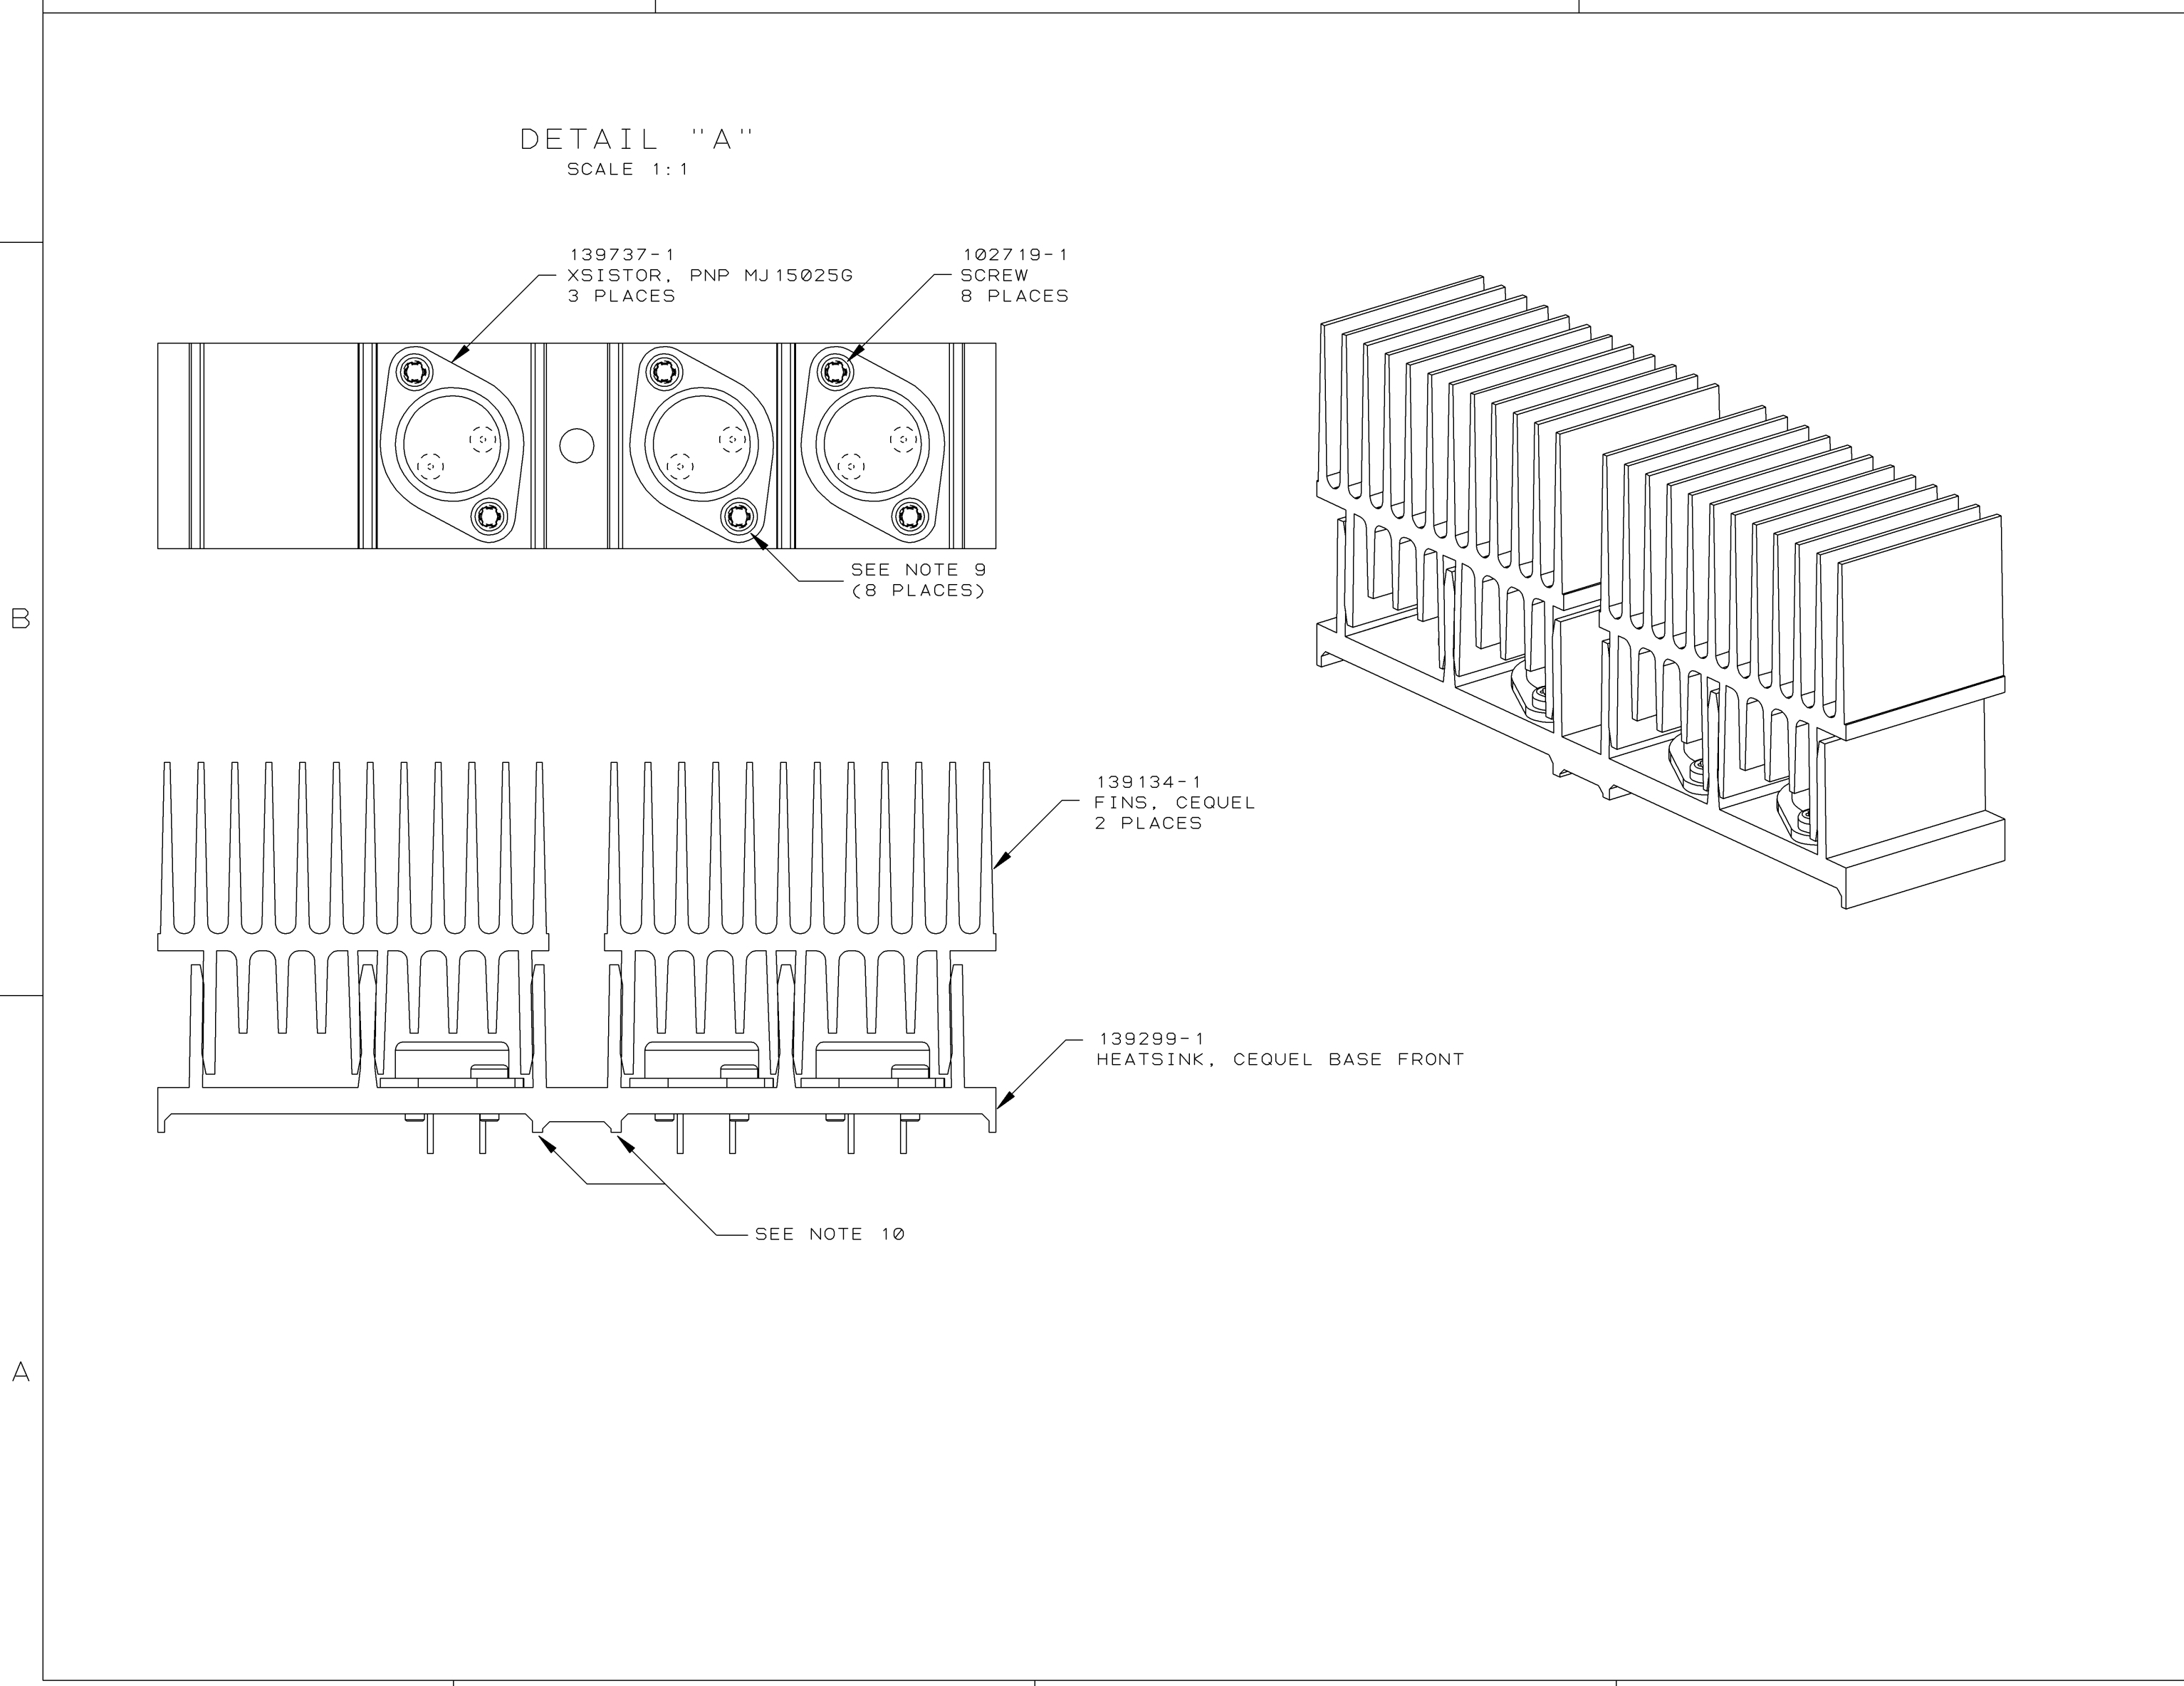 DETAIL "A"
SCALE 1:1
139737-1
XSISTOR, PNP MJ15025G
3 PLACES
102719-1
SCREW
8 PLACES
SEE NOTE 9
(8 PLACES)
B
139134-1
FINS, CEQUEL
2 PLACES
139299-1
HEATSINK, CEQUEL BASE FRONT
SEE NOTE 10
A